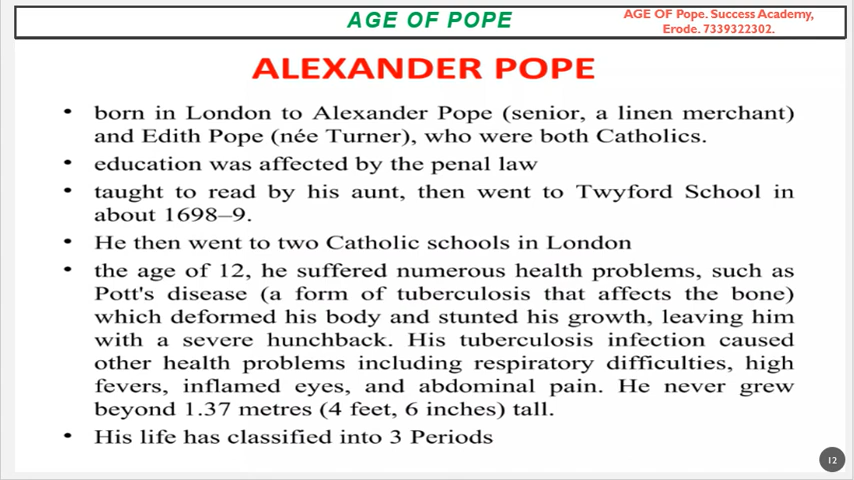 AGE OF POPE
AGE OF Pope. Success Academy,
Erode. 7339322302.
ALEXANDER POPE
• born in London to Alexander Pope (senior, a linen merchant)
and Edith Pope (née Turner), who were both Catholics.
• education was affected by the penal law
• taught to read by his aunt, then went to Twyford School in
about 1698–9.
• He then went to two Catholic schools in London
• the age of 12, he suffered numerous health problems, such as
Pott's disease (a form of tuberculosis that affects the bone)
which deformed his body and stunted his growth, leaving him
with a severe hunchback. His tuberculosis infection caused
other health problems including respiratory difficulties, high
fevers, inflamed eyes, and abdominal pain. He never grew
beyond 1.37 metres (4 feet, 6 inches) tall.
• His life has classified into 3 Periods
12